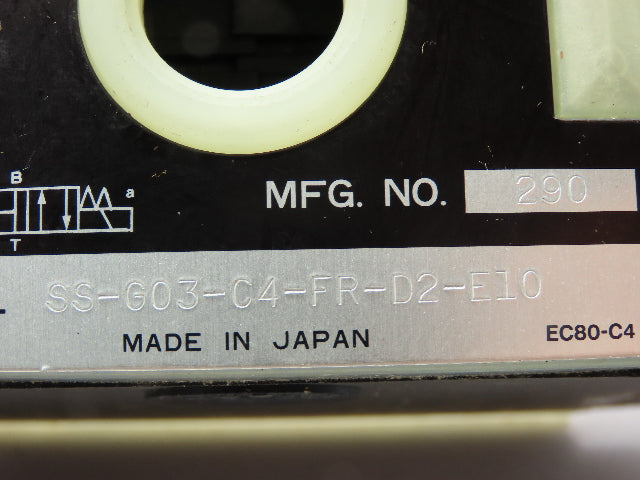 B
a
MFG. NO. 290
T
SS-G03-C4-FR-D2-E10
MADE IN JAPAN
EC80-C4